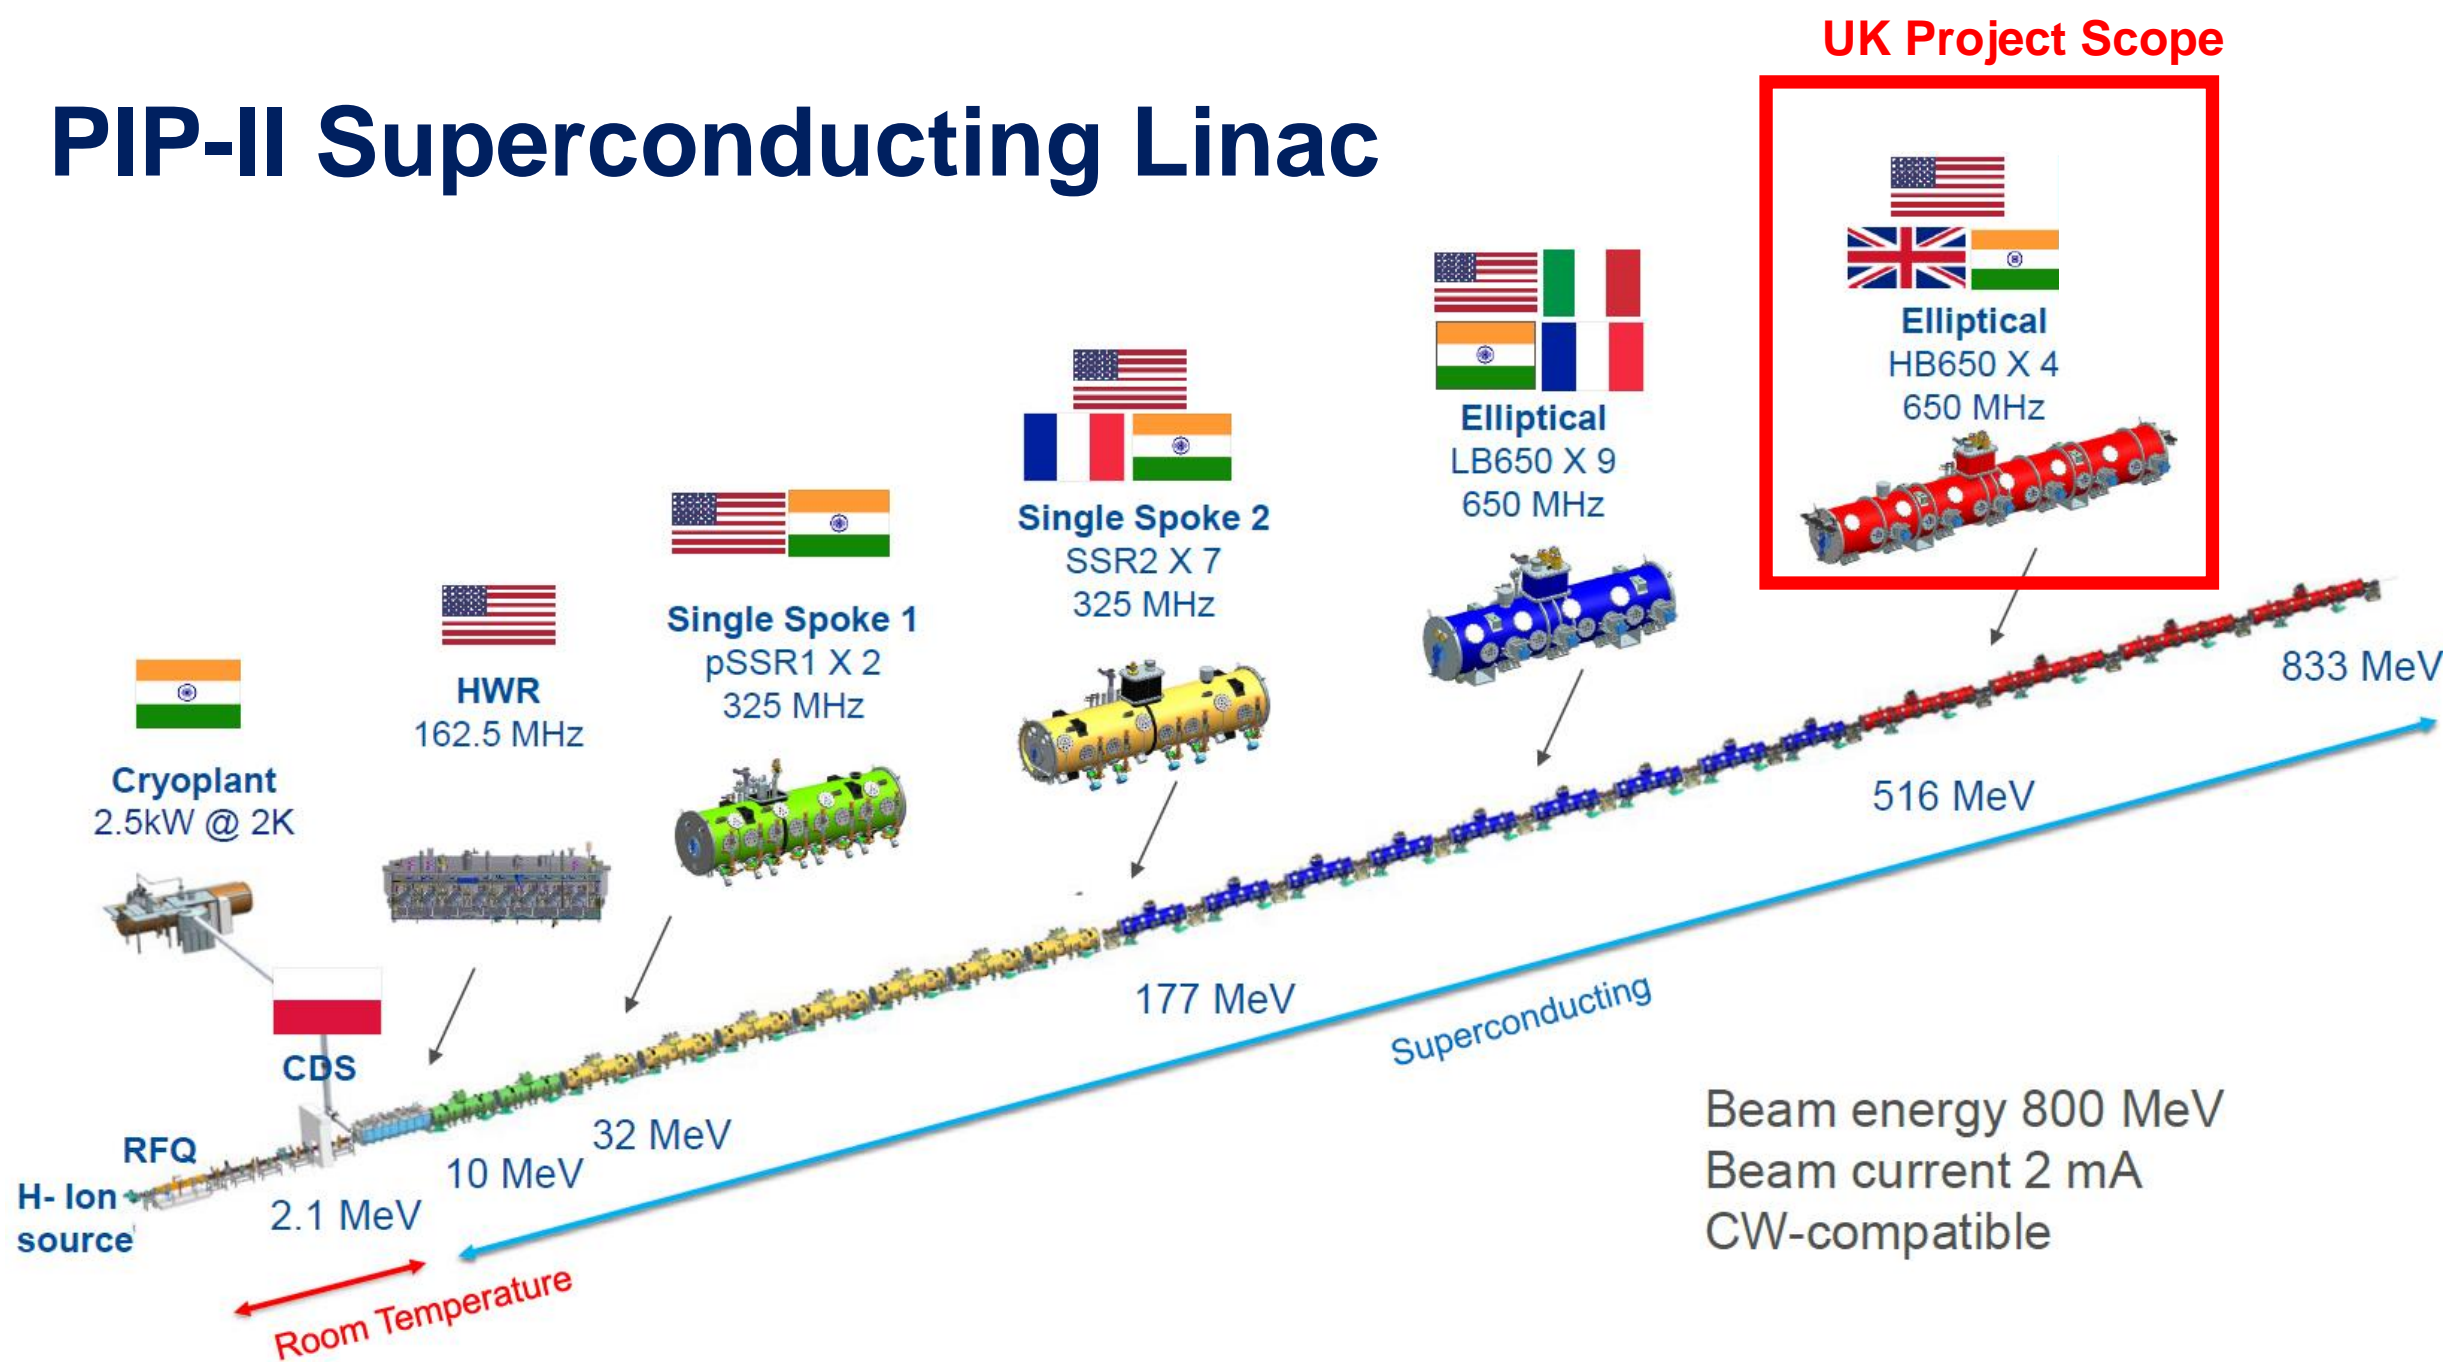 UK Project Scope
PIP-II Superconducting Linac
Elliptical
HB650 X 4
650 MHz
Elliptical
LB650 X 9
650 MHz
Single Spoke 2
SSR2 X 7
325 MHz
Single Spoke 1
pSSR1 X 2
325 MHz
HWR
162.5 MHz
Cryoplant
2.5kW @ 2K
CDS
RFQ
H- Ion
source
2.1 MeV
10 MeV
32 MeV
177 MeV
516 MeV
833 MeV
Room Temperature
Superconducting
Beam energy 800 MeV
Beam current 2 mA
CW-compatible